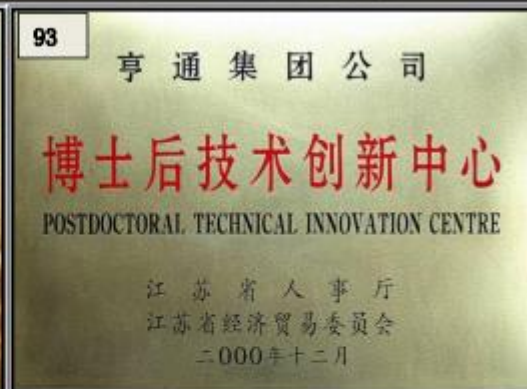 93
亨通集团公司
博士后技术创新中心
POSTDOCTORAL TECHNICAL INNOVATION CENTRE
江苏省人事厅
江苏省经济贸易委员会
二000年十二月